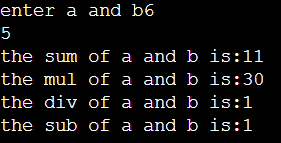 enter a and b6
5
the sum of a and b is:11
the mul of a and b is:30
the div of a and b is:1
the sub of a and b is:1